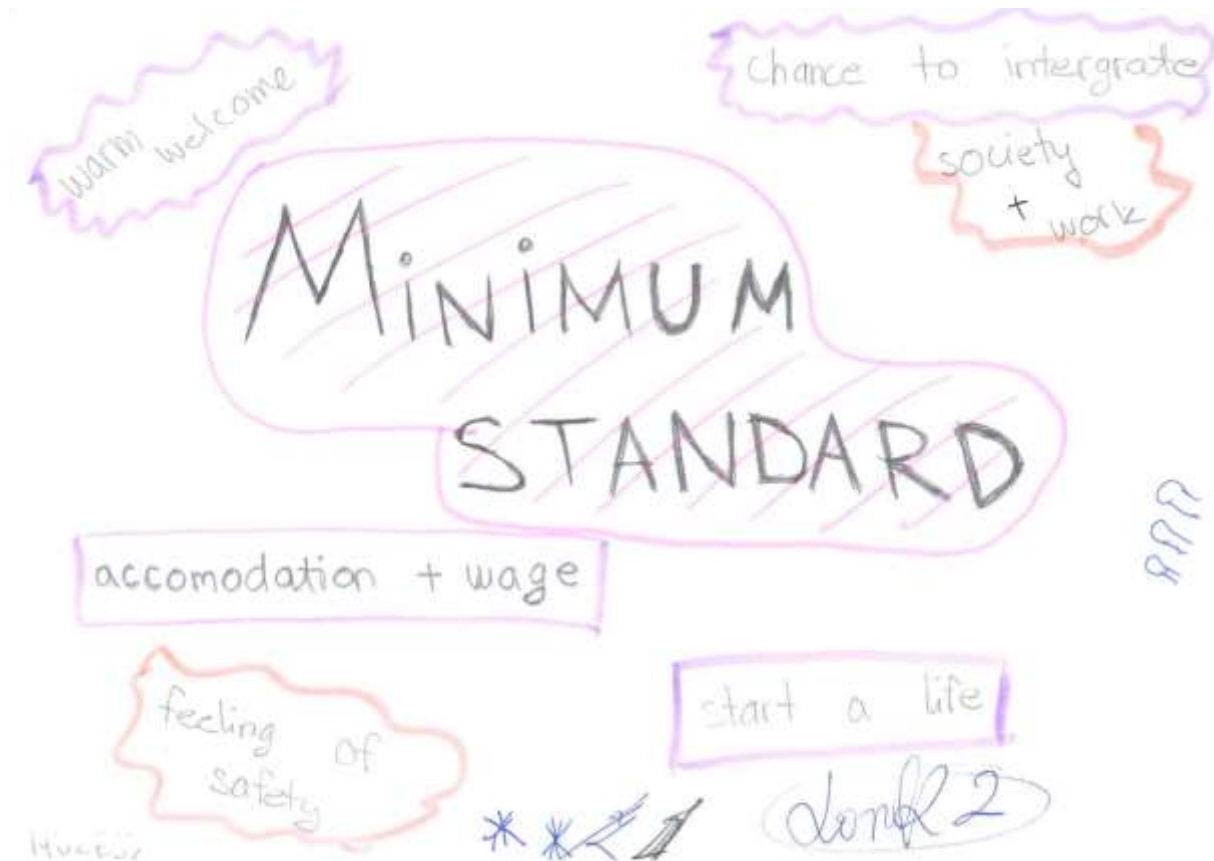 warm
welcome
chance to intergrate
society
+ work
MiNiMUM
STANDARD
accomodation + wage
feeling of
safety
start a life